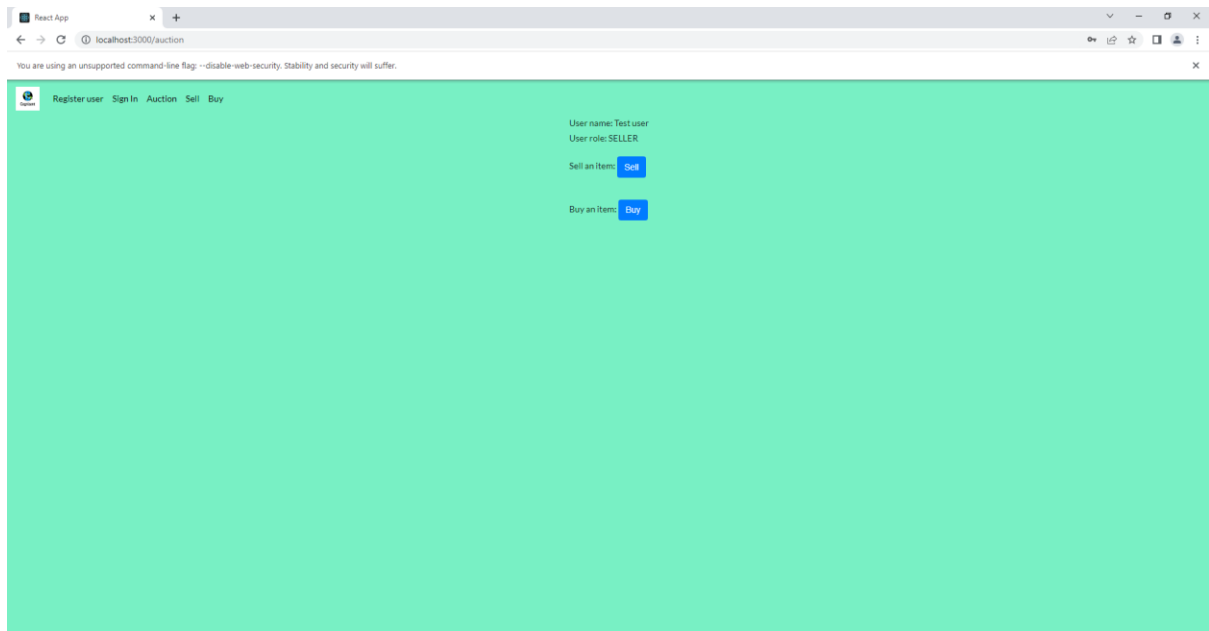 React App
localhost:3000/auction
You are using an unsupported command-line flag: --disable-web-security. Stability and security will suffer.
Register user Sign In Auction Sell Buy
User name: Test user
User role: SELLER
Sell an item: Sell
Buy an item: Buy